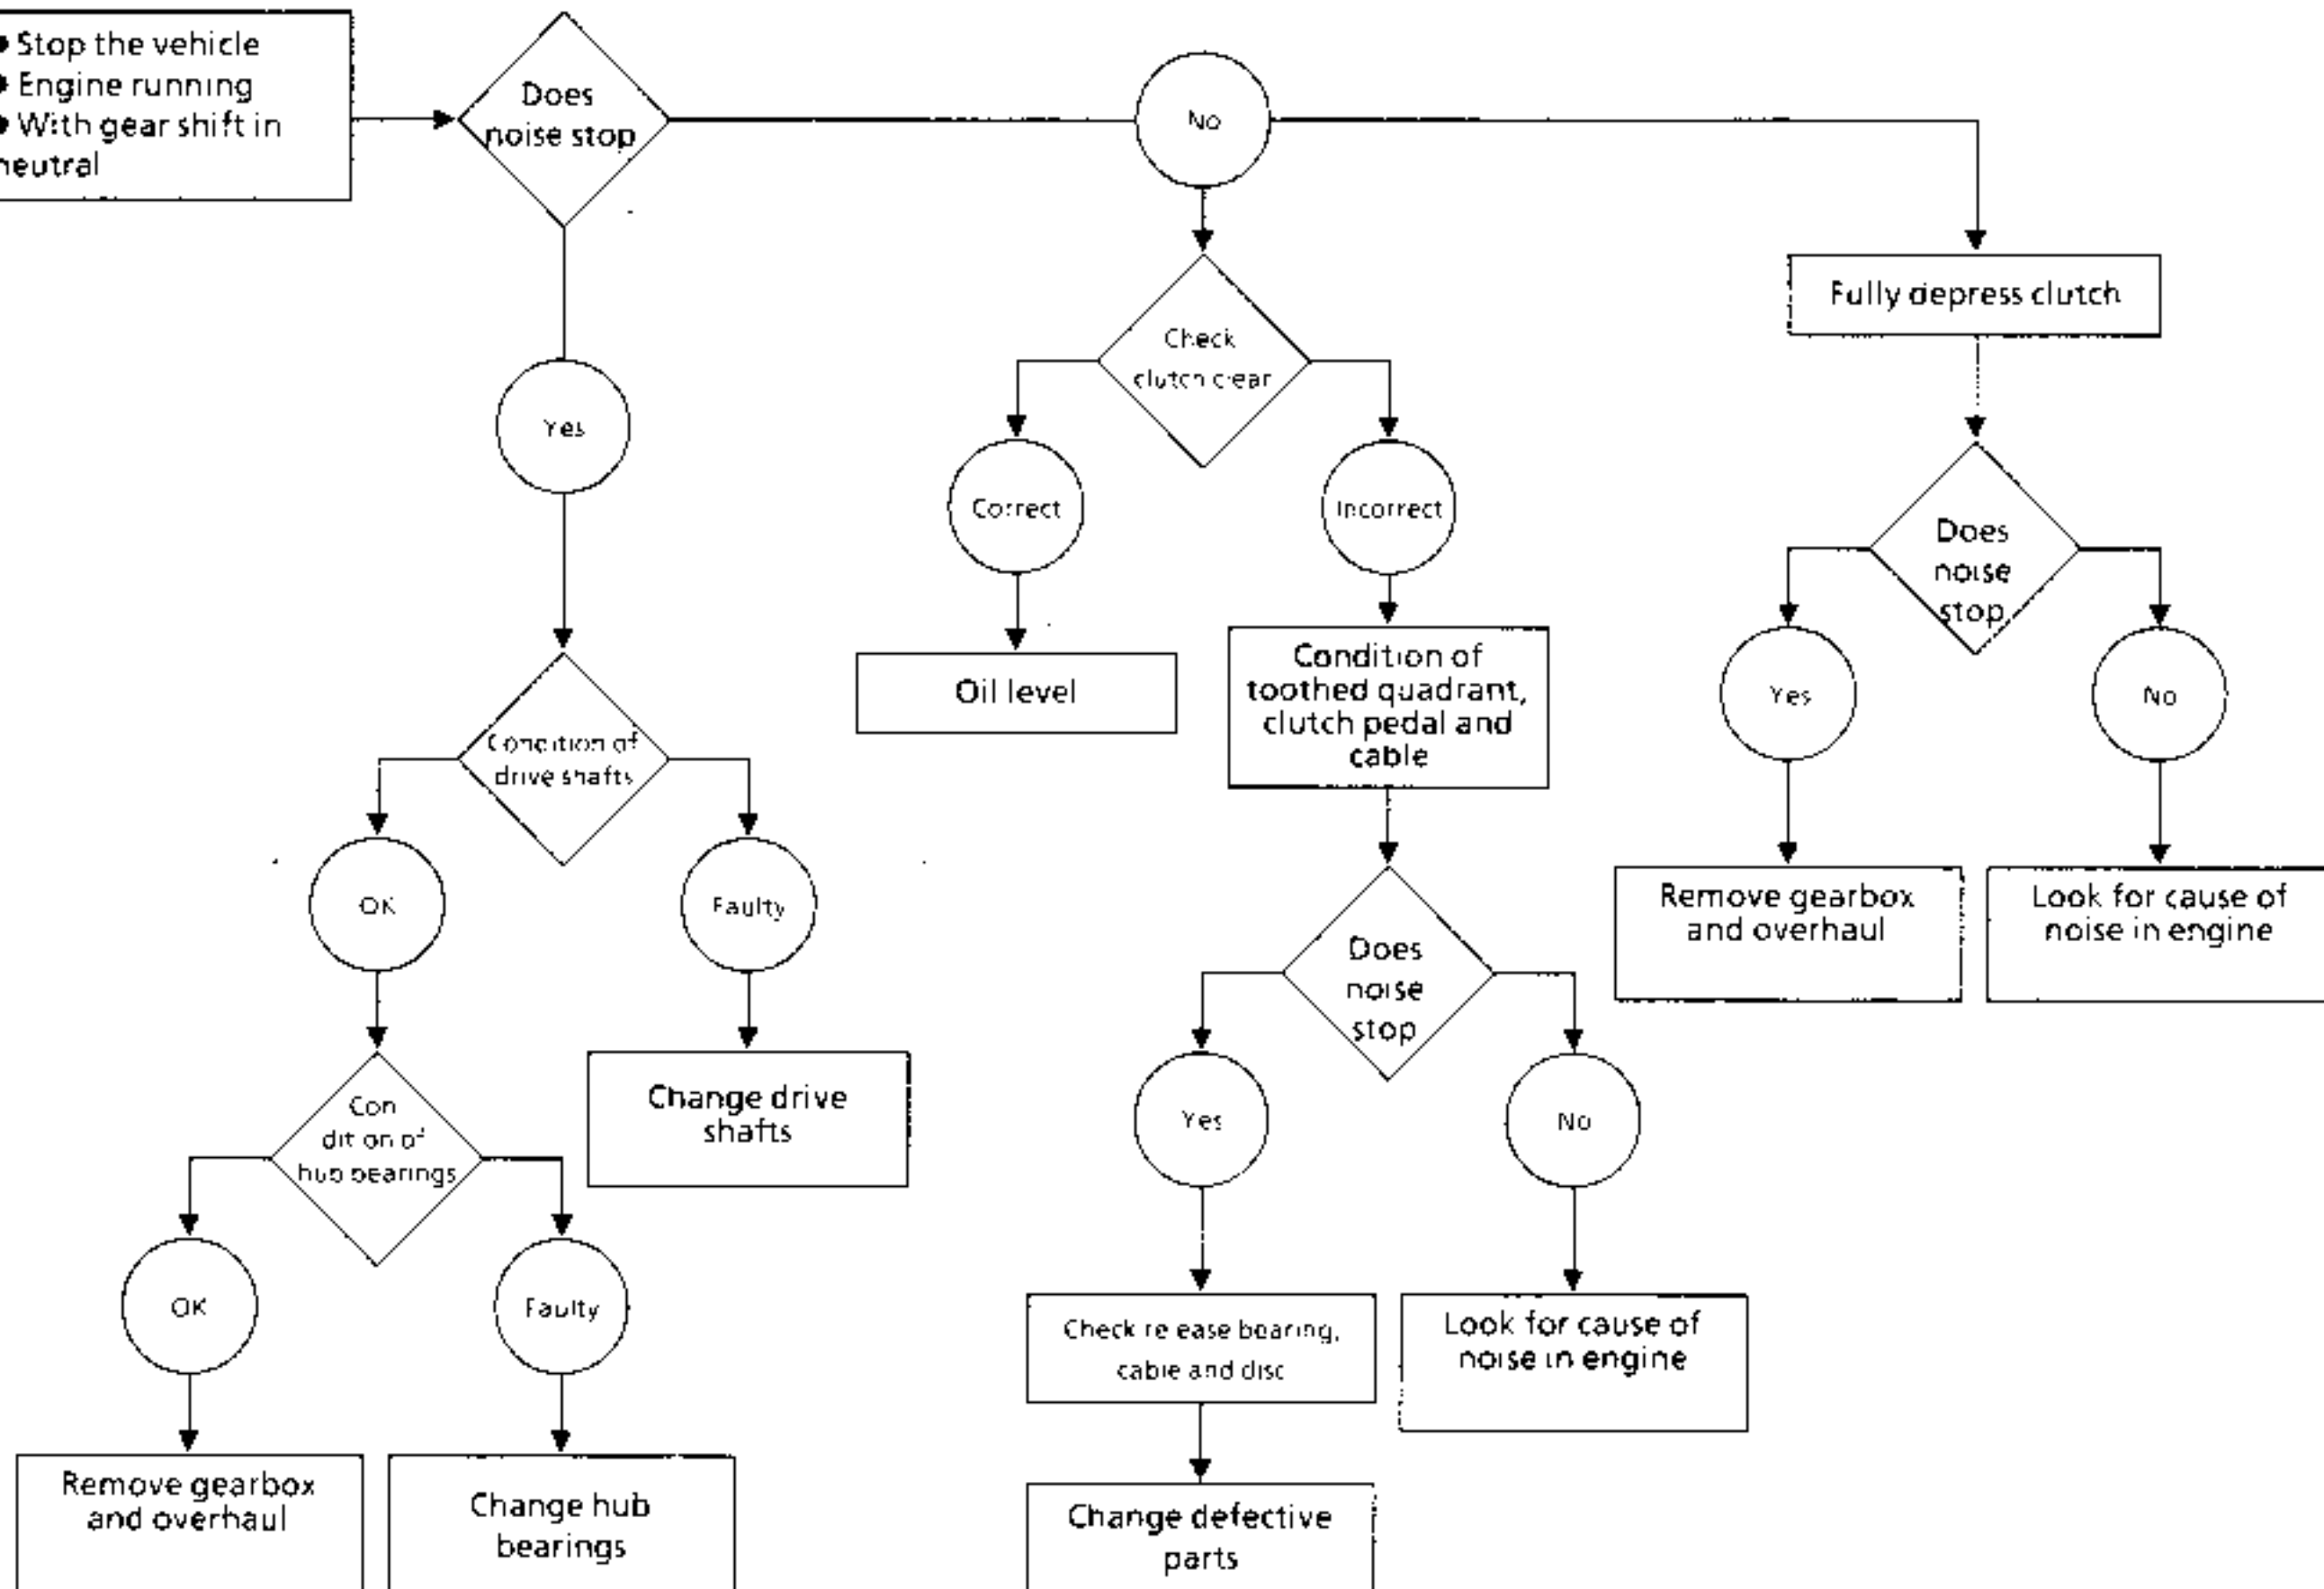 ● Stop the vehicle
● Engine running
● With gear shift in
neutral
Does
noise stop
No
Yes
Check
clutch clear
Fully depress clutch
Correct
Incorrect
Does
noise
stop
Oil level
Condition of
toothed quadrant,
clutch pedal and
cable
Yes
No
Condition of
drive shafts
OK
Faulty
Does
noise
stop
Remove gearbox
and overhaul
Look for cause of
noise in engine
Con
dition of
hub bearings
Change drive
shafts
Yes
No
OK
Faulty
Check release bearing,
cable and disc
Look for cause of
noise in engine
Remove gearbox
and overhaul
Change hub
bearings
Change defective
parts